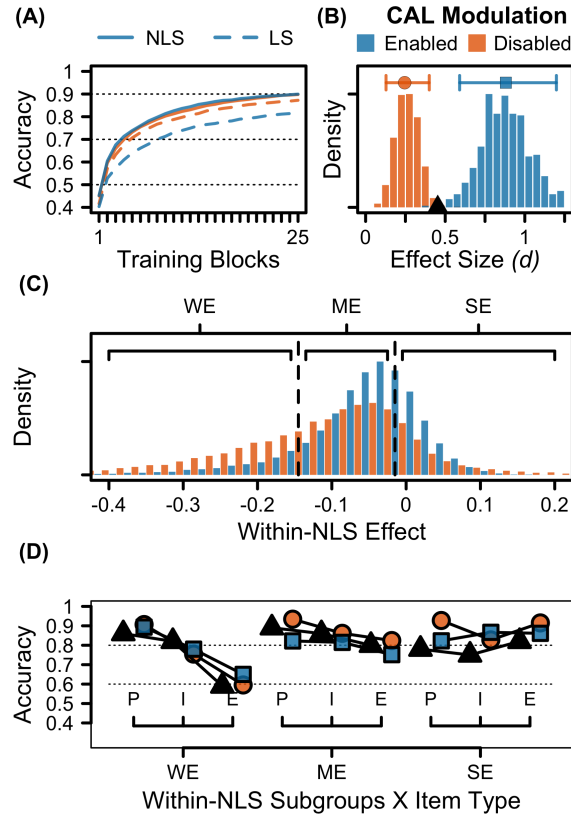 (A)
NLS LS
1
0.9
0.8
0.7
0.6
0.5
0.4
Accuracy
1 25
Training Blocks
(B) CAL Modulation
Enabled Disabled
Density
0 0.5 1
Effect Size (d)
(C)
WE ME SE
Density
-0.4 -0.3 -0.2 -0.1 0 0.1 0.2
Within-NLS Effect
(D)
1
0.9
0.8
0.7
0.6
0.5
0.4
Accuracy
P I E P I E P I E
WE ME SE
Within-NLS Subgroups X Item Type